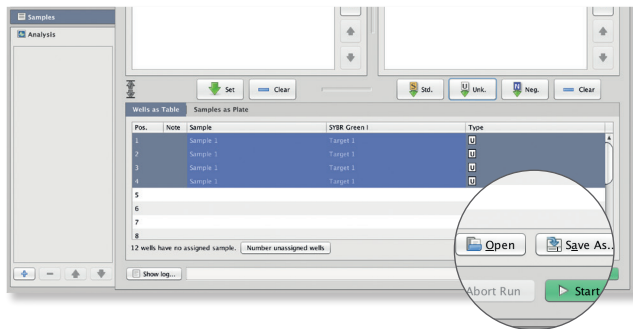 Samples
Analysis
Set Clear Std. Unk. Neg. Clear
Wells as Table Samples as Plate
Pos. Note Sample SYBR Green I Type
1 Sample 1 Target 1 U
2 Sample 1 Target 1 U
3 Sample 1 Target 1 U
4 Sample 1 Target 1 U
5
6
7
8
12 wells have no assigned sample. Number unassigned wells
Open Save As..
Show log...
Abort Run Start